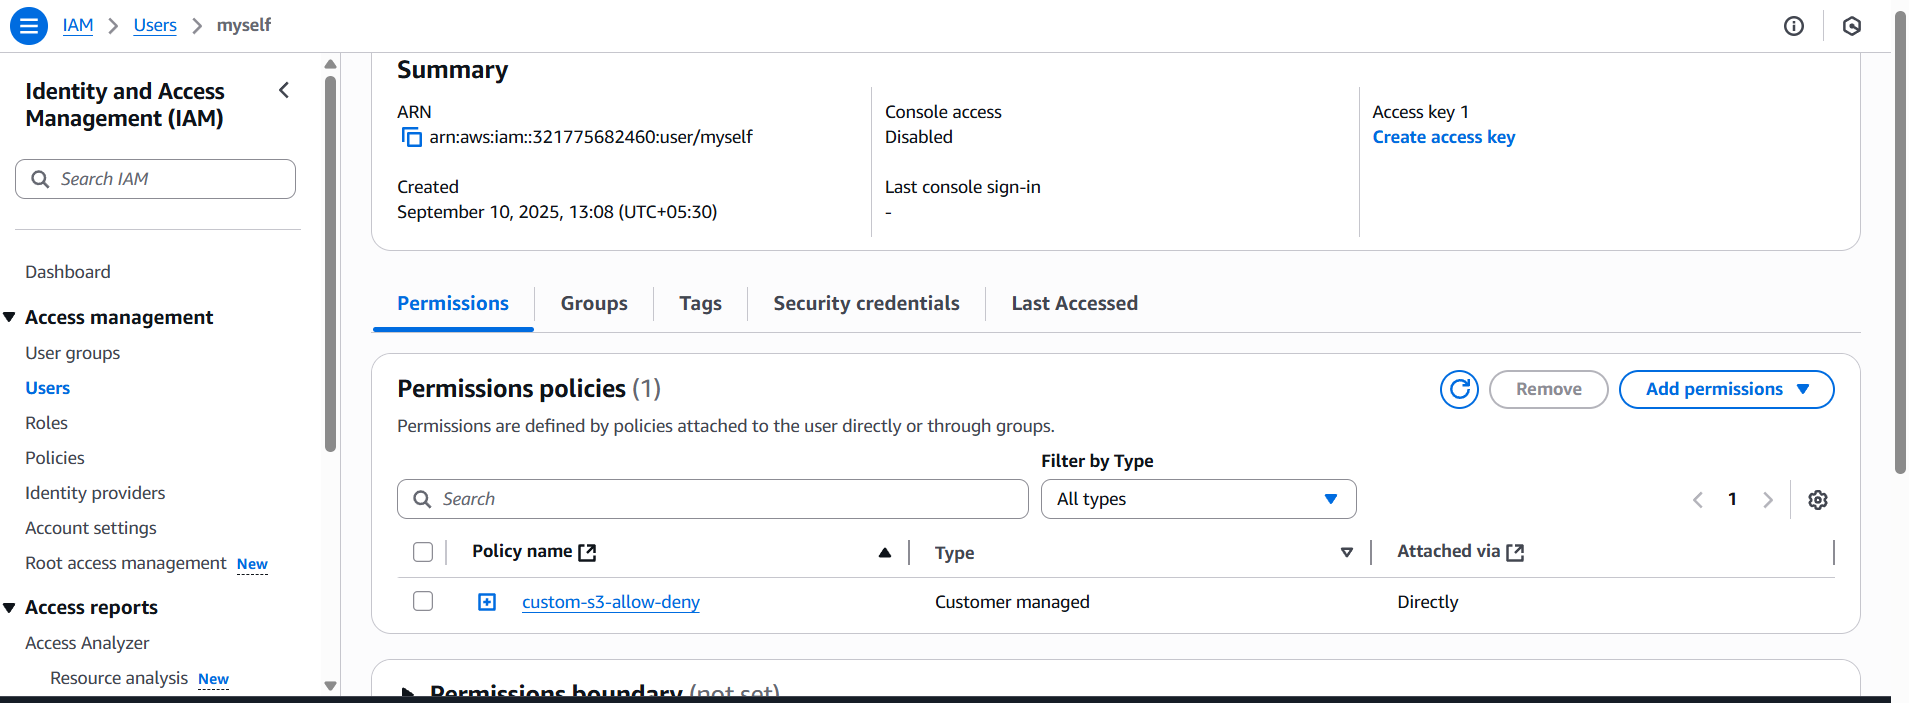 IAM > Users > myself
Identity and Access
Management (IAM)
Search IAM
Dashboard
Access management
User groups
Users
Roles
Policies
Identity providers
Account settings
Root access management New
Access reports
Access Analyzer
Resource analysis New
Summary
ARN
arn:aws:iam::321775682460:user/myself
Console access
Disabled
Access key 1
Create access key
Created
September 10, 2025, 13:08 (UTC+05:30)
Last console sign-in
-
Permissions Groups Tags Security credentials Last Accessed
Permissions policies (1)
Remove Add permissions
Permissions are defined by policies attached to the user directly or through groups.
Filter by Type
Search All types 1
Policy name Type Attached via
custom-s3-allow-deny Customer managed Directly
Permissions boundary (not set)